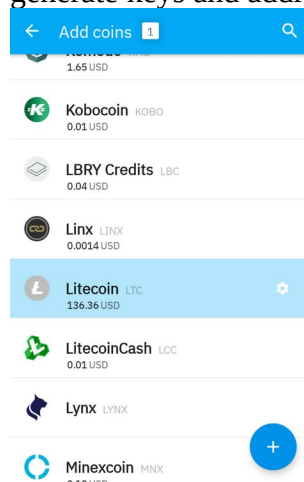 Add coins 1
1.65 USD
Kobocoin KOBO
0.01 USD
LBRY Credits LBC
0.04 USD
Linx LINX
0.0014 USD
Litecoin LTC
136.36 USD
LitecoinCash LCC
0.01 USD
Lynx LYNX
Minexcoin MNX